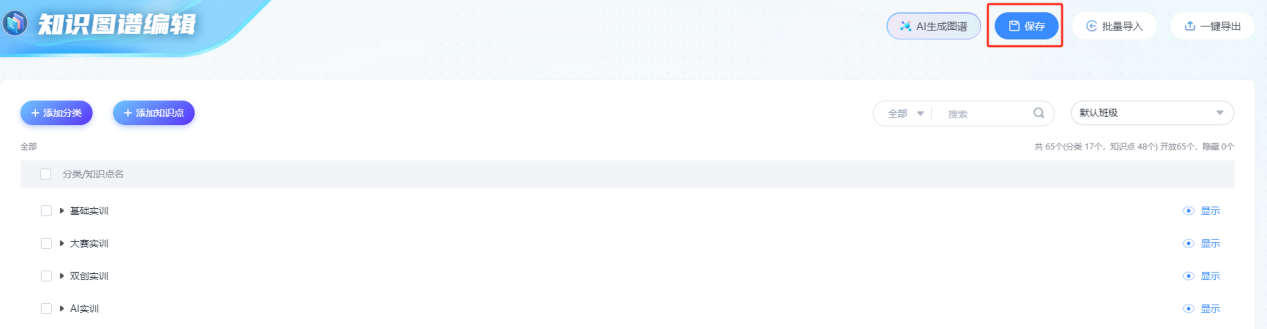 知识图谱编辑
AI生成图谱 保存 批量导入 一键导出
+ 添加分类 + 添加知识点 全部 搜索 默认班级
全部 共 65个(分类 17个，知识点 48个) 开放65个，隐藏 0个
分类/知识点名
基础实训 显示
大赛实训 显示
双创实训 显示
AI实训 显示